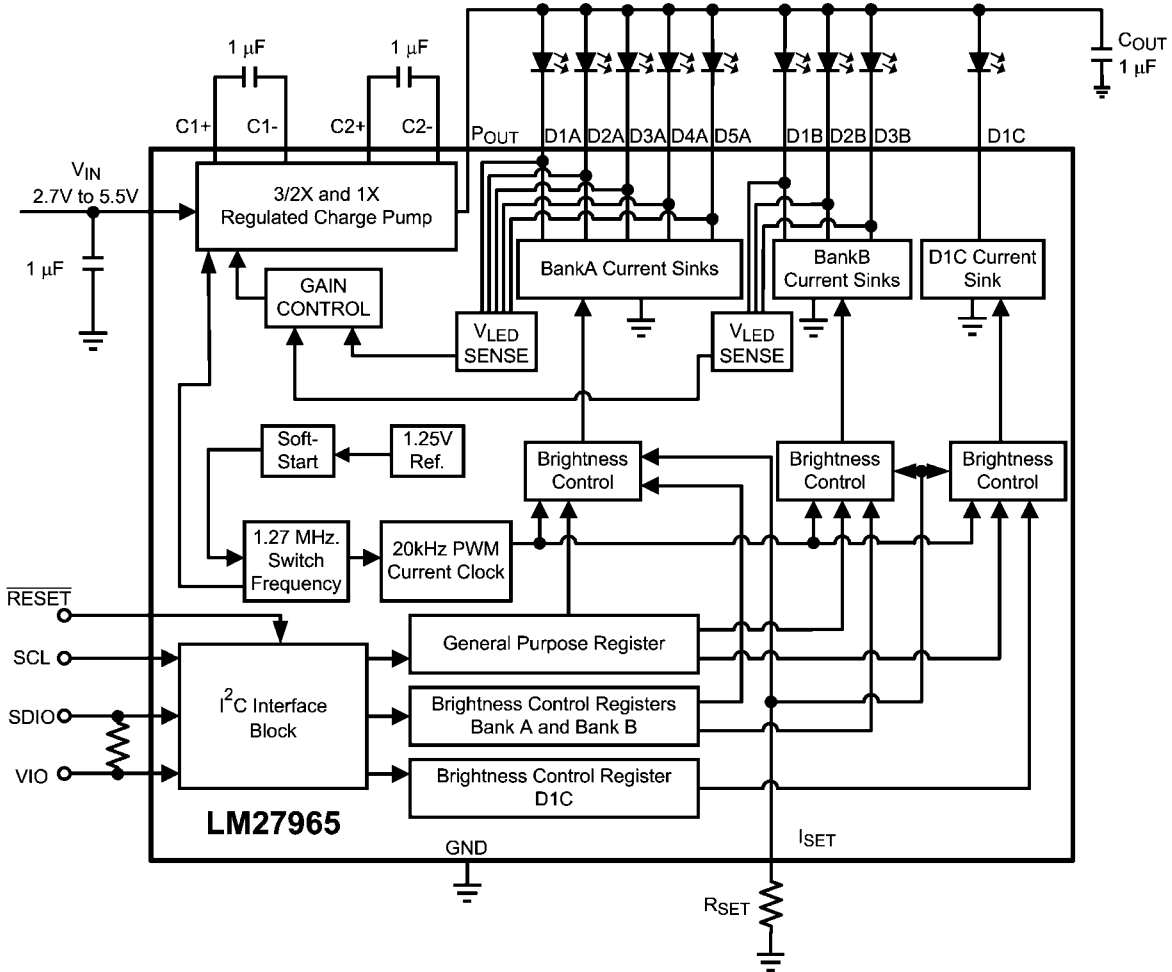 1 µF
1 µF
COUT
1 µF
C1+
C1-
C2+
C2-
POUT
D1A
D2A
D3A
D4A
D5A
D1B
D2B
D3B
D1C
VIN
2.7V to 5.5V
3/2X and 1X
Regulated Charge Pump
1 µF
GAIN
CONTROL
VLED
SENSE
BankA Current Sinks
VLED
SENSE
BankB
Current Sinks
D1C Current
Sink
Soft-
Start
1.25V
Ref.
Brightness
Control
Brightness
Control
Brightness
Control
1.27 MHz.
Switch
Frequency
20kHz PWM
Current Clock
RESET
SCL
SDIO
VIO
I2C Interface
Block
General Purpose Register
Brightness Control Registers
Bank A and Bank B
Brightness Control Register
D1C
LM27965
GND
ISET
RSET